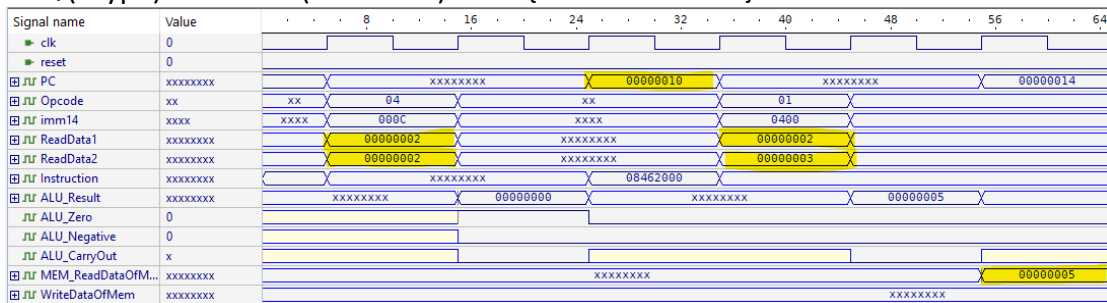 Signal name Value 8 16 24 32 40 48 56 64
clk 0
reset 0
PC xxxxxxxx xxxxxxxx 00000010 xxxxxxxx 00000014
Opcode xx xx 04 xx 01
imm14 xxxx xxxx 000C xxxx 0400
ReadData1 xxxxxxxx 00000002 xxxxxxxx 00000002
ReadData2 xxxxxxxx 00000002 xxxxxxxx 00000003
Instruction xxxxxxxx xxxxxxxx 08462000
ALU_Result xxxxxxxx xxxxxxxx 00000000 xxxxxxxx 00000005
ALU_Zero 0
ALU_Negative 0
ALU_CarryOut x
MEM_ReadDataOfM... xxxxxxxx xxxxxxxx 00000005
WriteDataOfMem xxxxxxxx xxxxxxxx